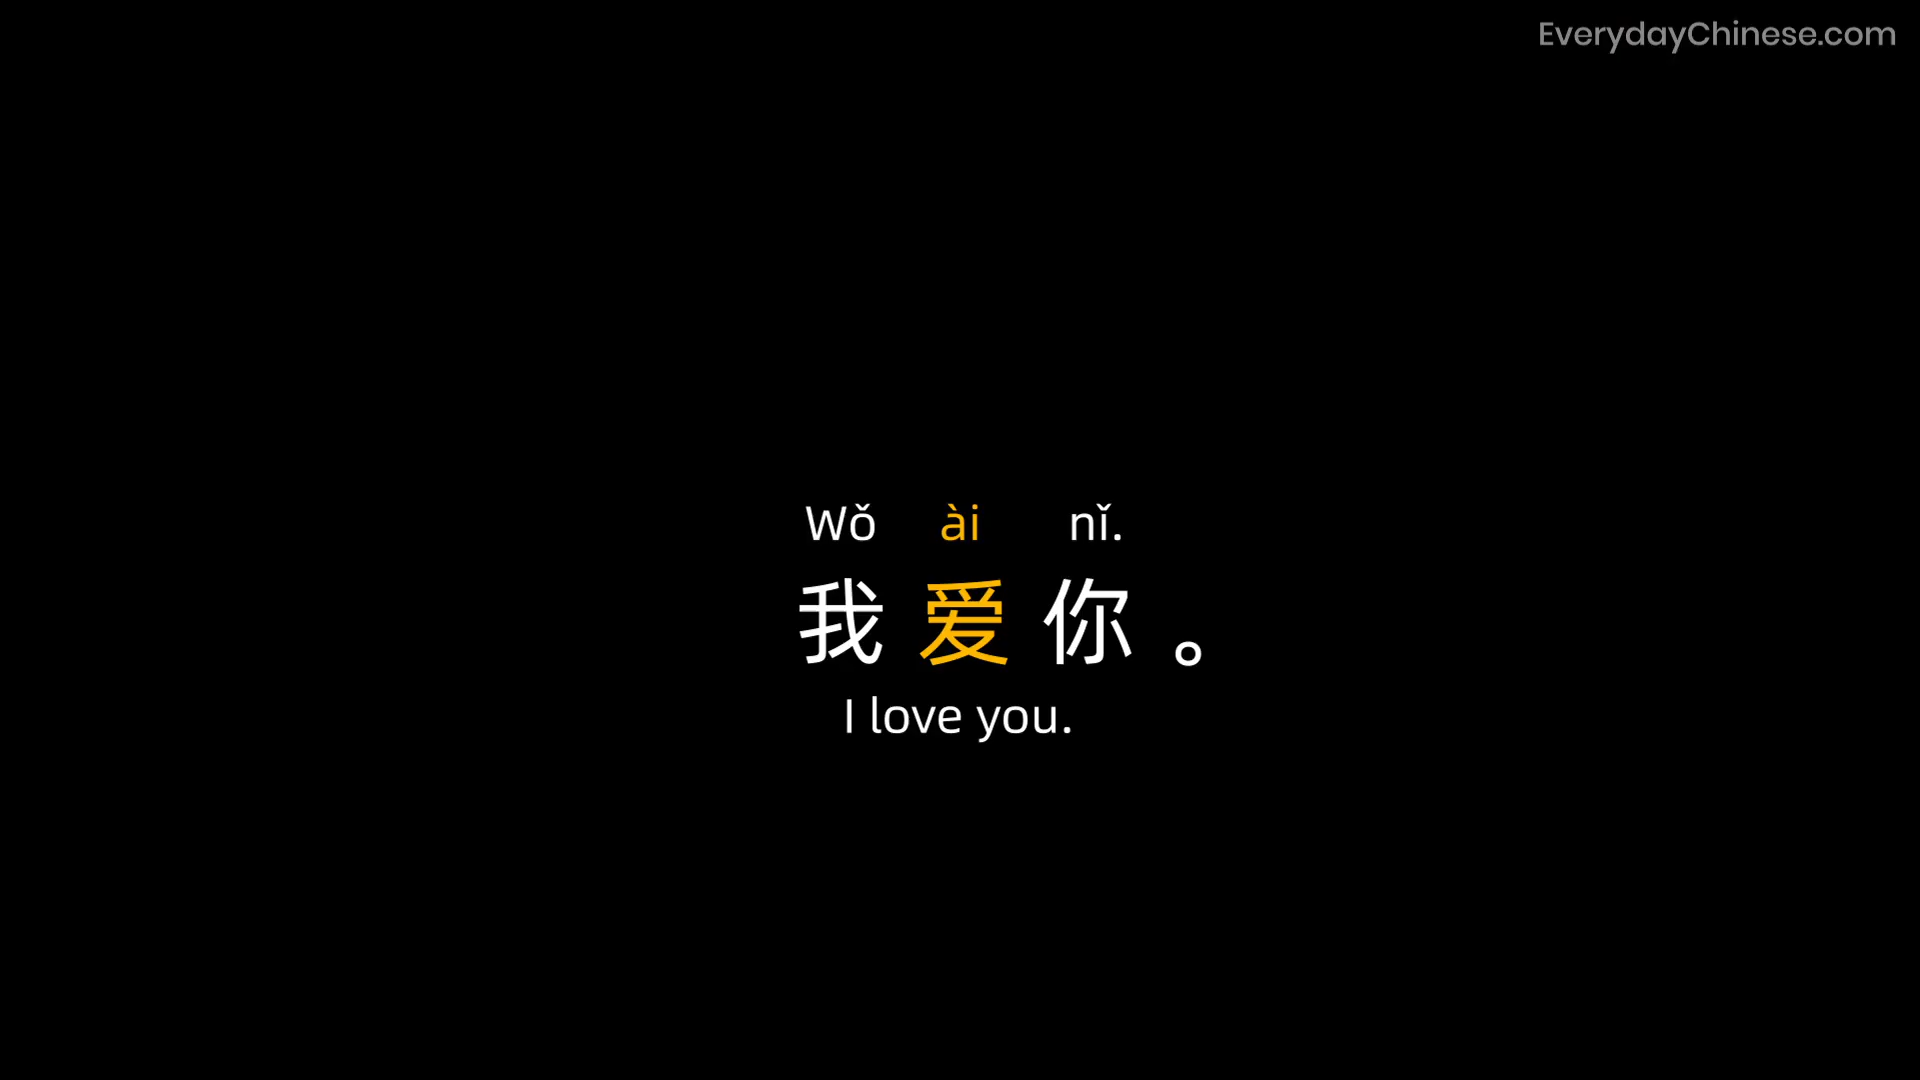 EverydayChinese.com
Wǒ ài nǐ.
我 爱 你 。
I love you.